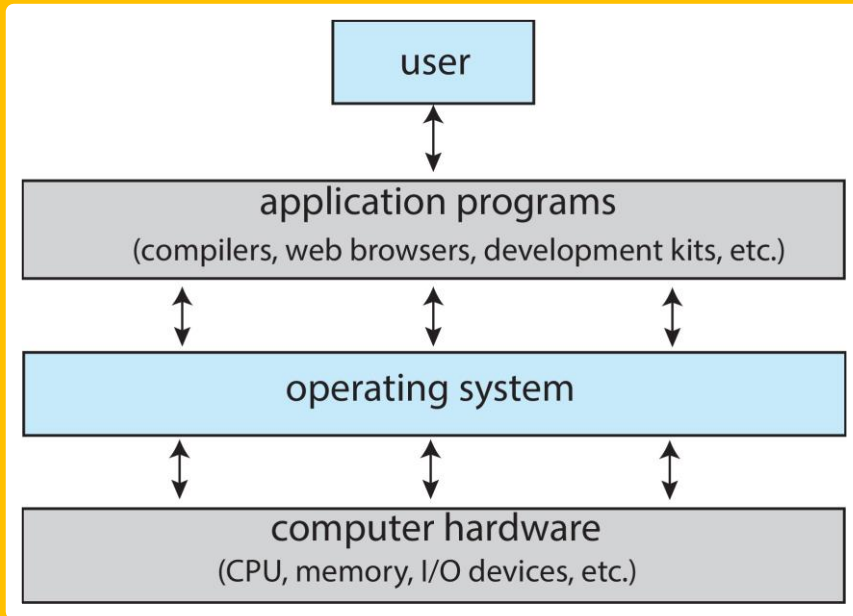 user
application programs
(compilers, web browsers, development kits, etc.)
operating system
computer hardware
(CPU, memory, I/O devices, etc.)